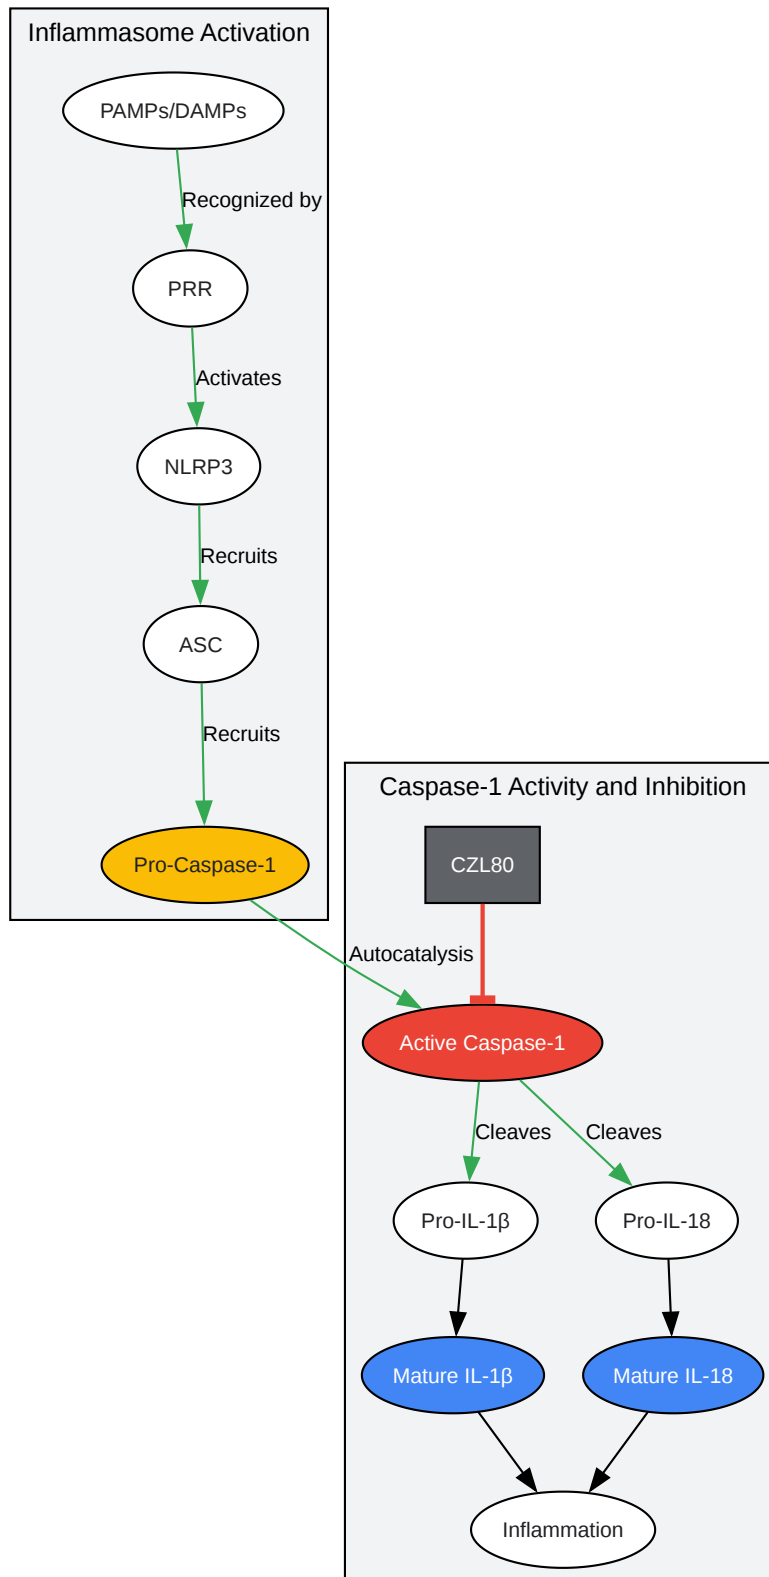 Inflammasome Activation
PAMPs/DAMPs
Recognized by
PRR
Activates
NLRP3
Recruits
ASC
Recruits
Pro-Caspase-1
Caspase-1 Activity and Inhibition
CZL80
Autocatalysis
Active Caspase-1
Cleaves
Cleaves
Pro-IL-1β
Pro-IL-18
Mature IL-1β
Mature IL-18
Inflammation